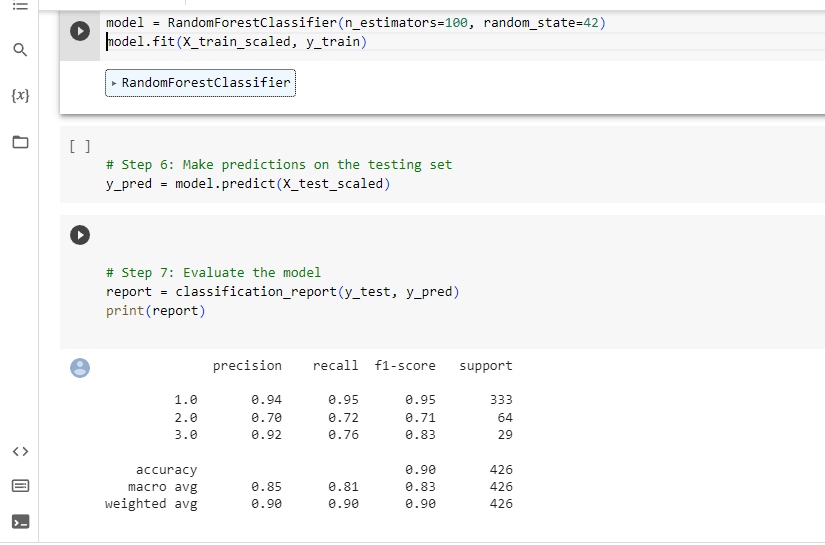 model = RandomForestClassifier(n_estimators=100, random_state=42)
model.fit(X_train_scaled, y_train)
{x}
▸ RandomForestClassifier
[ ]
# Step 6: Make predictions on the testing set
y_pred = model.predict(X_test_scaled)
# Step 7: Evaluate the model
report = classification_report(y_test, y_pred)
print(report)
precision recall f1-score support
1.0 0.94 0.95 0.95 333
2.0 0.70 0.72 0.71 64
3.0 0.92 0.76 0.83 29
accuracy 0.90 426
macro avg 0.85 0.81 0.83 426
weighted avg 0.90 0.90 0.90 426